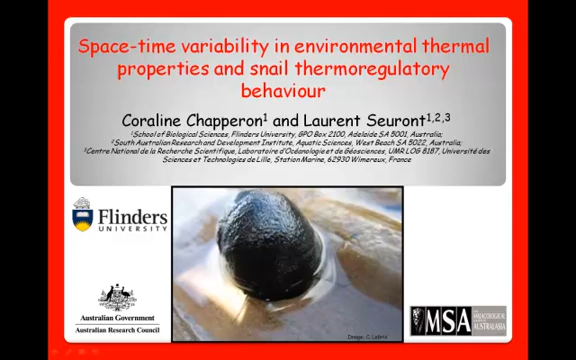 Space-time variability in environmental thermal
properties and snail thermoregulatory
behaviour
Coraline Chapperon¹ and Laurent Seuront¹,²,³
¹School of Biological Sciences, Flinders University, GPO Box 2100, Adelaide SA 5001, Australia;
²South Australian Research and Development Institute, Aquatic Sciences, West Beach SA 5022, Australia;
³Centre National de la Recherche Scientifique, Laboratoire d'Océanologie et de Géosciences, UMR LOG 8187, Université des
Sciences et Technologies de Lille, Station Marine, 62930 Wimereux, France
Flinders
UNIVERSITY
Australian Government
Australian Research Council
MSA
MALACOLOGICAL
AUSTRALASIA